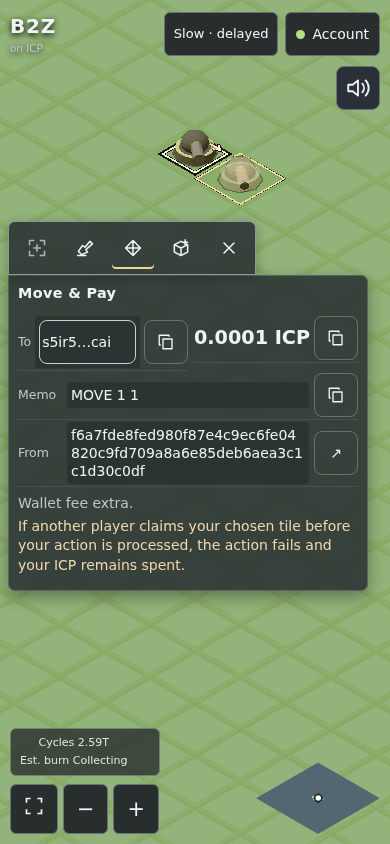 B2Z
on ICP
Slow · delayed
Account
Move & Pay
To
s5ir5…cai
0.0001 ICP
Memo
MOVE 1 1
From
f6a7fde8fed980f87e4c9ec6fe04
820c9fd709a8a6e85deb6aea3c1
c1d30c0df
Wallet fee extra.
If another player claims your chosen tile before
your action is processed, the action fails and
your ICP remains spent.
Cycles 2.59T
Est. burn Collecting